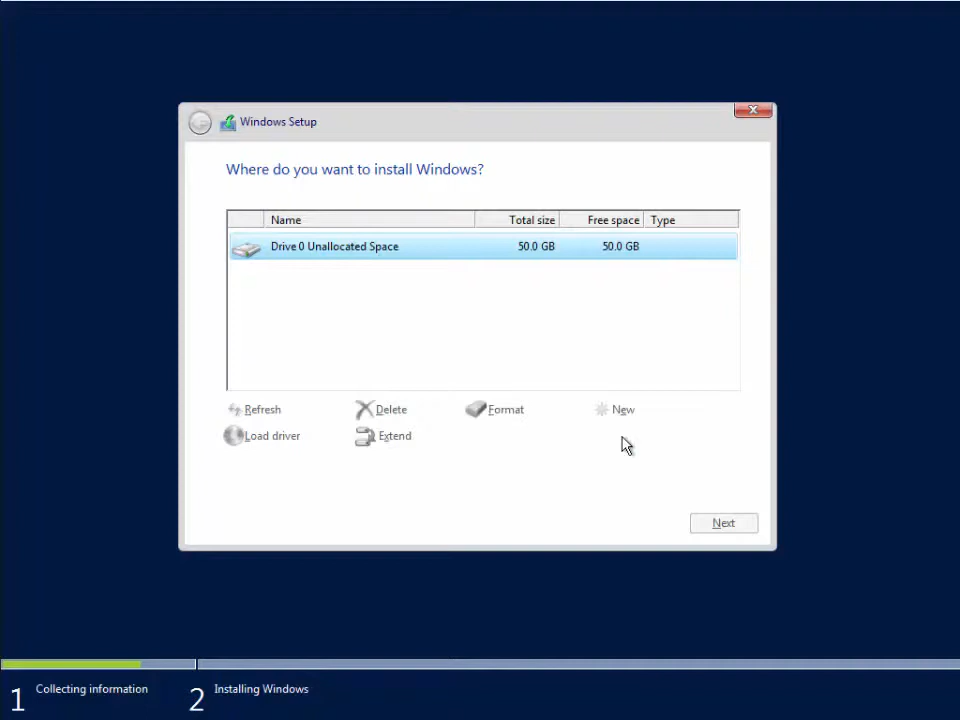 Windows Setup
Where do you want to install Windows?
Name Total size Free space Type
Drive 0 Unallocated Space 50.0 GB 50.0 GB
Refresh Delete Format New
Load driver Extend
Next
1 Collecting information 2 Installing Windows